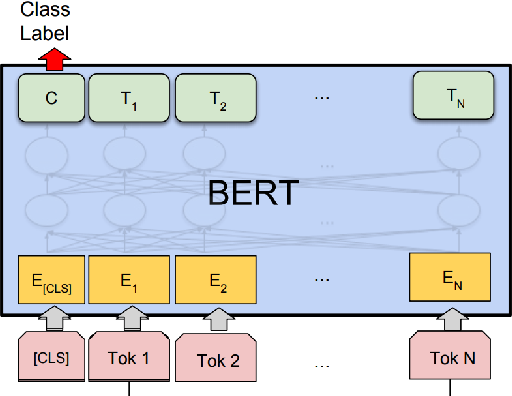 Class
Label
C T1 T2 ... TN
...
BERT
...
E[CLS] E1 E2 ... EN
[CLS] Tok 1 Tok 2 ... Tok N